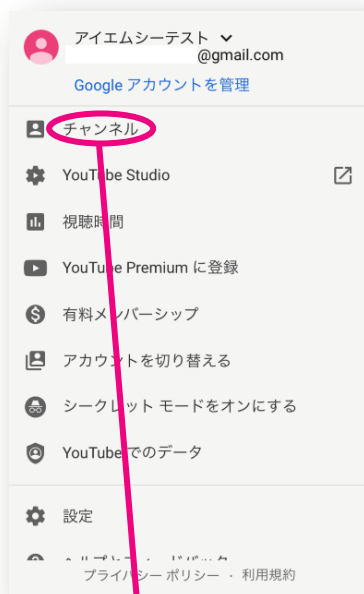 アイエムシーテスト
@gmail.com
Google アカウントを管理
チャンネル
YouTube Studio
視聴時間
YouTube Premium に登録
有料メンバーシップ
アカウントを切り替える
シークレット モードをオンにする
YouTube でのデータ
設定
プライバシー ポリシー ・ 利用規約